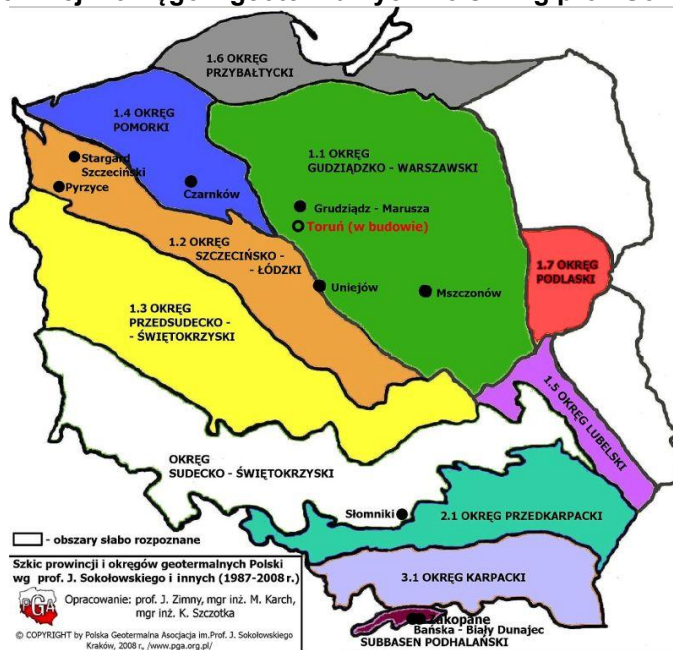 1.6 OKRĘG
PRZYBAŁTYCKI
1.4 OKRĘG
POMORKI
1.1 OKRĘG
GUDZIĄDZKO - WARSZAWSKI
Stargard
Szczeciński
Pyrzyce
Czarnków
Grudziądz - Marusza
Toruń (w budowie)
1.2 OKRĘG
SZCZECIŃSKO -
- ŁÓDZKI
Uniejów
Mszczonów
1.7 OKRĘG
PODLASKI
1.3 OKRĘG
PRZEDSUDECKO -
- ŚWIĘTOKRZYSKI
1.5 OKRĘG LUBELSKI
OKRĘG
SUDECKO - ŚWIĘTOKRZYSKI
Słomniki
2.1 OKRĘG PRZEDKARPACKI
3.1 OKRĘG KARPACKI
Zakopane
Bańska - Biały Dunajec
SUBBASEN PODHALAŃSKI
- obszary słabo rozpoznane
Szkic prowincji i okręgów geotermalnych Polski
wg prof. J. Sokołowskiego i innych (1987-2008 r.)
PGA
Opracowanie: prof. J. Zimny, mgr inż. M. Karch,
mgr inż. K. Szczotka
© COPYRIGHT by Polska Geotermalna Asocjacja im.Prof. J. Sokołowskiego
Kraków, 2008 r., /www.pga.org.pl/